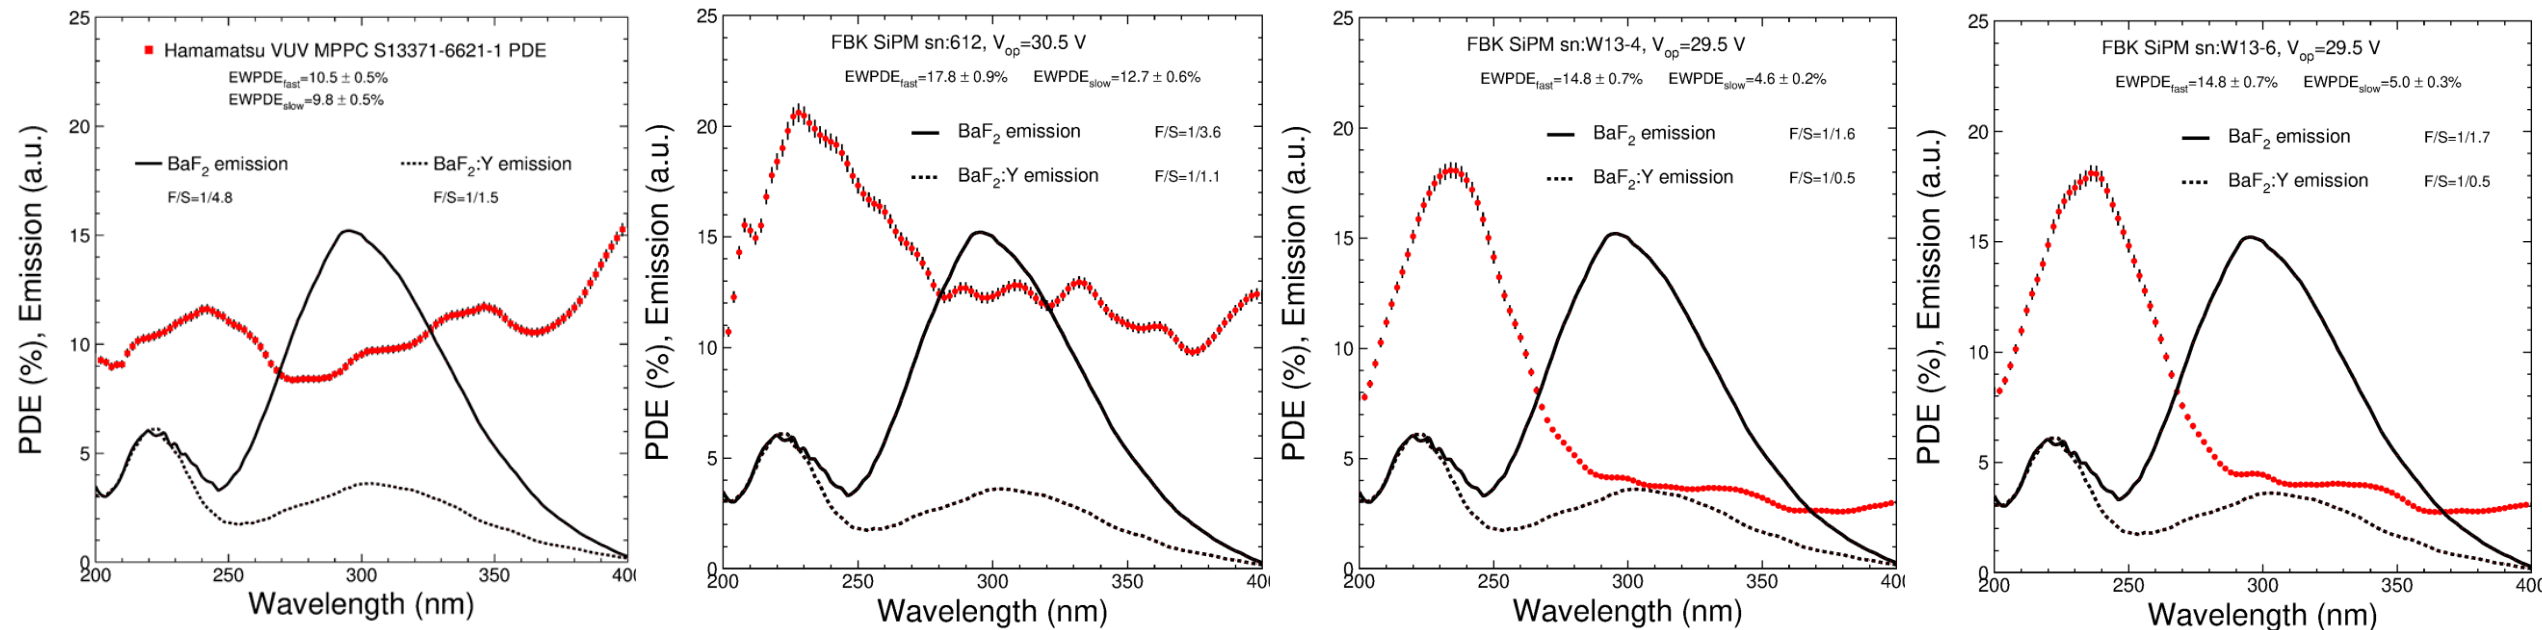 PDE (%), Emission (a.u.)
25
20
15
10
5
0
Hamamatsu VUV MPPC S13371-6621-1 PDE
EWPDEfast=10.5 ± 0.5%
EWPDEslow=9.8 ± 0.5%
BaF2 emission
BaF2:Y emission
F/S=1/4.8
F/S=1/1.5
200 250 300 350 400
Wavelength (nm)
PDE (%), Emission (a.u.)
25
20
15
10
5
0
FBK SiPM sn:612, Vop=30.5 V
EWPDEfast=17.8 ± 0.9% EWPDEslow=12.7 ± 0.6%
BaF2 emission F/S=1/3.6
BaF2:Y emission F/S=1/1.1
200 250 300 350 400
Wavelength (nm)
PDE (%), Emission (a.u.)
25
20
15
10
5
0
FBK SiPM sn:W13-4, Vop=29.5 V
EWPDEfast=14.8 ± 0.7% EWPDEslow=4.6 ± 0.2%
BaF2 emission F/S=1/1.6
BaF2:Y emission F/S=1/0.5
200 250 300 350 400
Wavelength (nm)
PDE (%), Emission (a.u.)
25
20
15
10
5
0
FBK SiPM sn:W13-6, Vop=29.5 V
EWPDEfast=14.8 ± 0.7% EWPDEslow=5.0 ± 0.3%
BaF2 emission F/S=1/1.7
BaF2:Y emission F/S=1/0.5
200 250 300 350 400
Wavelength (nm)